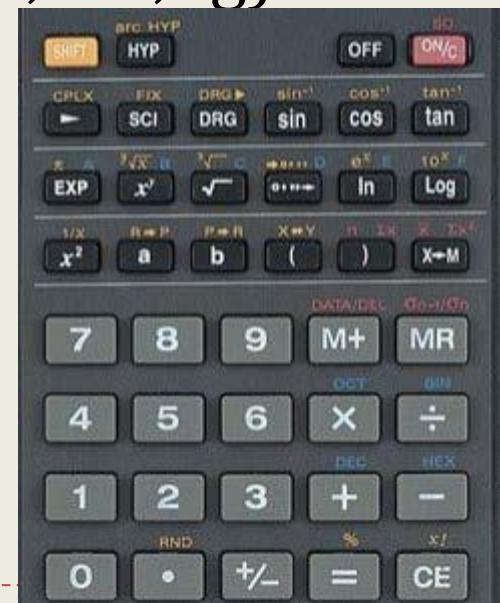 arc HYP SD
SHIFT HYP OFF ON/C
CPLX FIX DRG▶ sin⁻¹ cos⁻¹ tan⁻¹
► SCI DRG sin cos tan
π A ʸ√x B ³√ C →o'''' D eˣ E 10ˣ F
EXP xʸ √ o'''→ ln Log
1/X R→P P→R X↔Y n Σx x̄ Σx²
x² a b ( ) X→M
DATA/DEL σn-1/σn
7 8 9 M+ MR
OCT BIN
4 5 6 × ÷
DEC HEX
1 2 3 + −
RND % x!
0 • +/− = CE